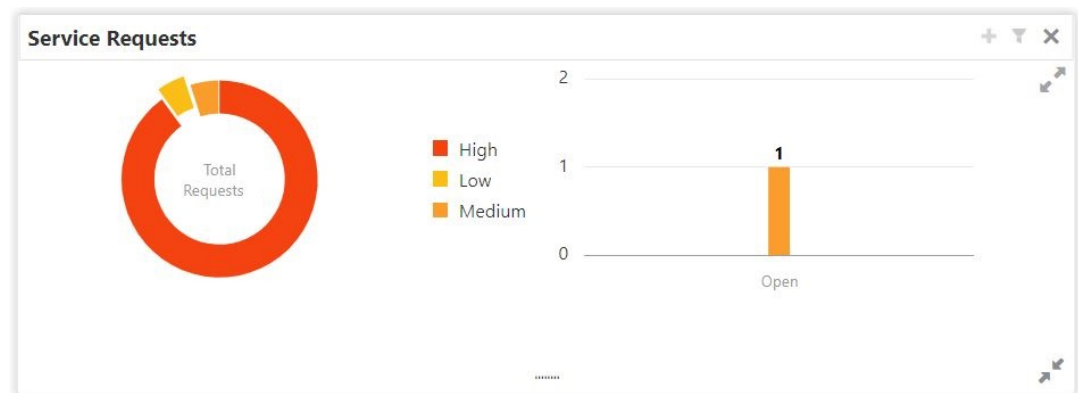 Service Requests
Total
Requests
High
Low
Medium
2
1
0
1
Open